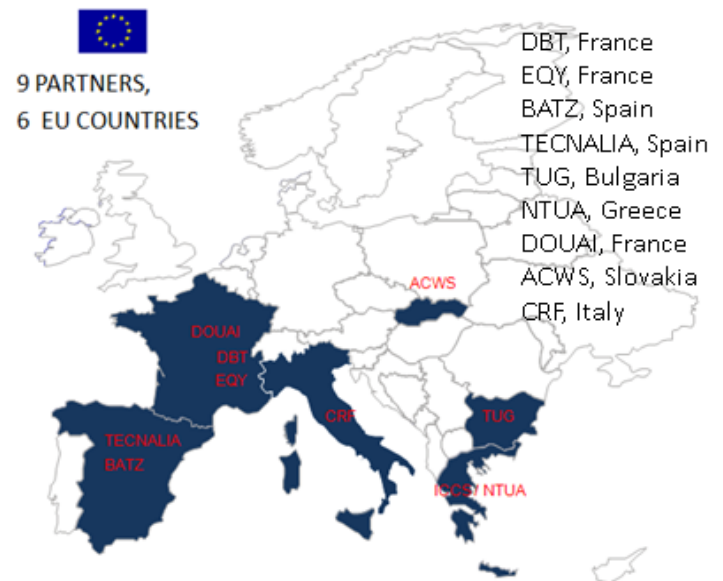 9 PARTNERS,
6 EU COUNTRIES
DBT, France
EQY, France
BATZ, Spain
TECNALIA, Spain
TUG, Bulgaria
NTUA, Greece
DOUAI, France
ACWS, Slovakia
CRF, Italy
ACWS
DOUAI
DBT
EQY
CRF
TUG
TECNALIA
BATZ
ICCS/ NTUA